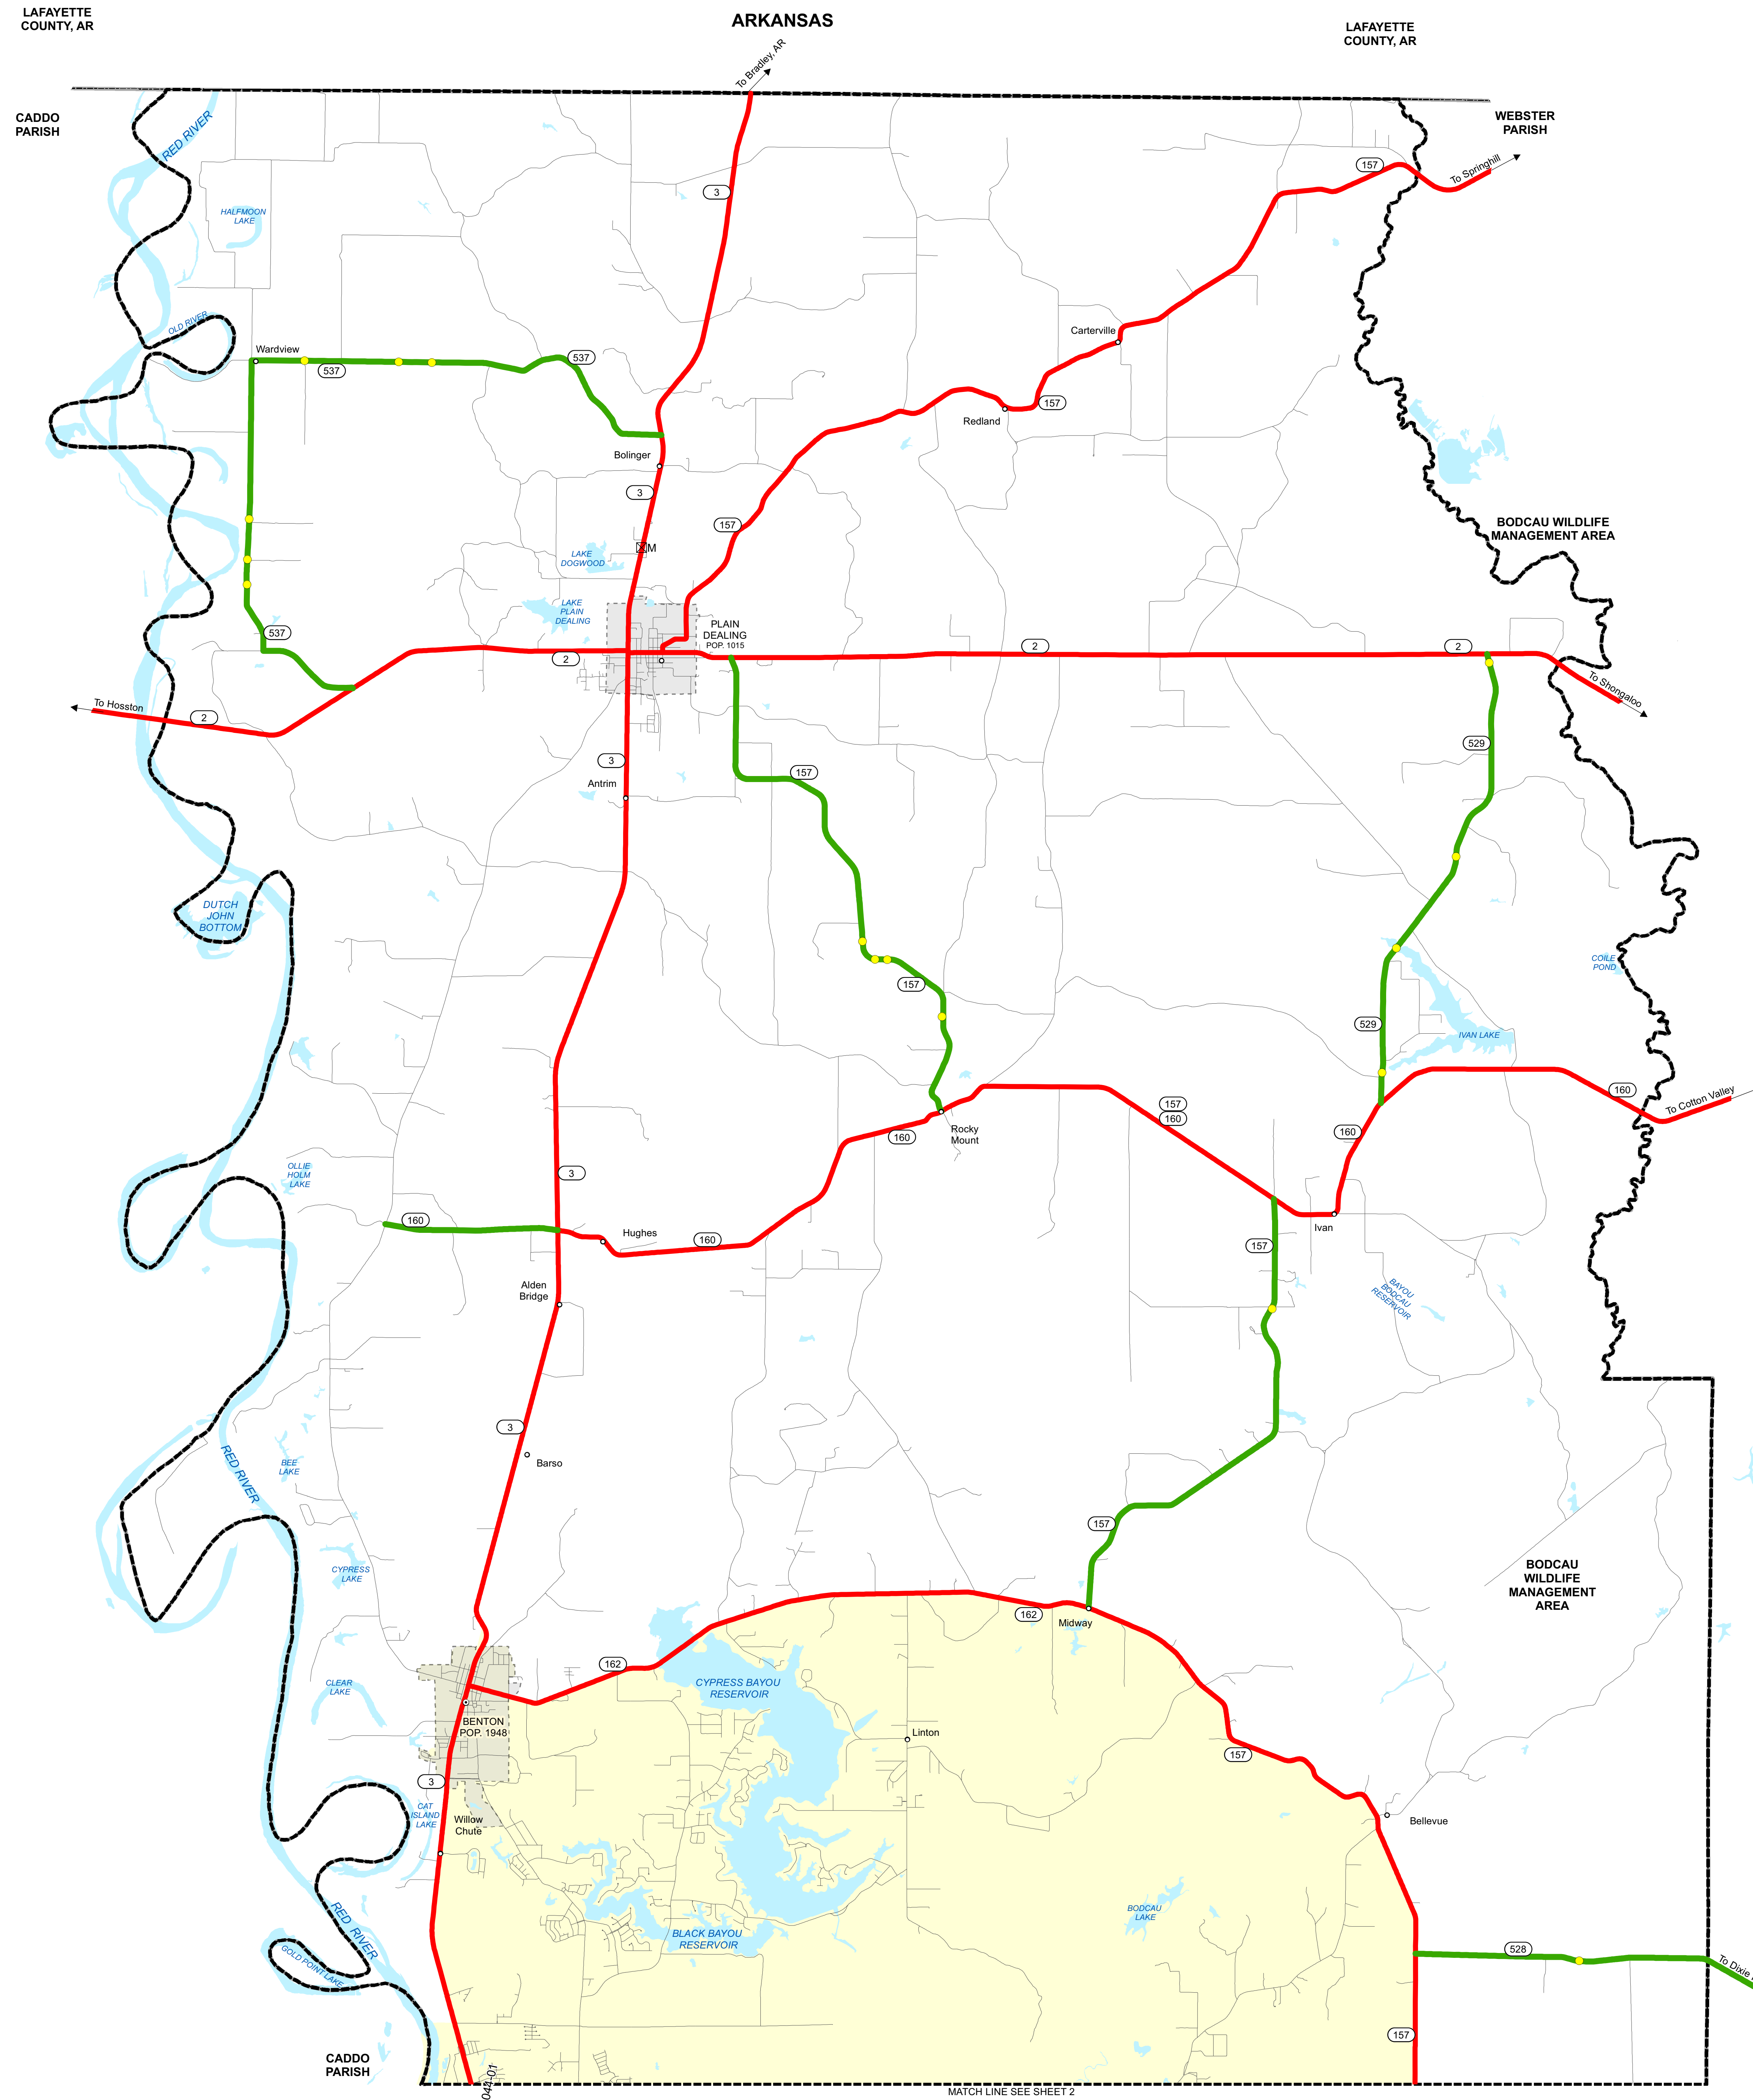 LAFAYETTE
COUNTY, AR
ARKANSAS
LAFAYETTE
COUNTY, AR
To Bradley, AR
CADDO
PARISH
RED RIVER
WEBSTER
PARISH
157
To Springhill
3
HALFMOON
LAKE
OLD RIVER
Carterville
Wardview
537
537
157
Redland
Bolinger
3
157
BODCAU WILDLIFE
MANAGEMENT AREA
M
LAKE
DOGWOOD
LAKE
PLAIN
DEALING
PLAIN
DEALING
POP. 1015
537
2
2
2
To Shongaloo
To Hosston
2
529
3
157
Antrim
DUTCH
JOHN
BOTTOM
COILE
POND
157
529
IVAN LAKE
160
To Cotton Valley
157
160
160
Rocky
Mount
160
3
OLLIE
HOLM
LAKE
160
Hughes
160
Ivan
157
Alden
Bridge
BAYOU
BODCAU
RESERVOIR
3
Barso
BEE
LAKE
RED RIVER
157
CYPRESS
LAKE
BODCAU
WILDLIFE
MANAGEMENT
AREA
162
Midway
162
CLEAR
LAKE
CYPRESS BAYOU
RESERVOIR
BENTON
POP. 1948
Linton
157
3
CAT
ISLAND
LAKE
Willow
Chute
Bellevue
BODCAU
LAKE
RED RIVER
BLACK BAYOU
RESERVOIR
GOLD POINT LAKE
528
To Dixie
157
CADDO
PARISH
044-01
MATCH LINE SEE SHEET 2